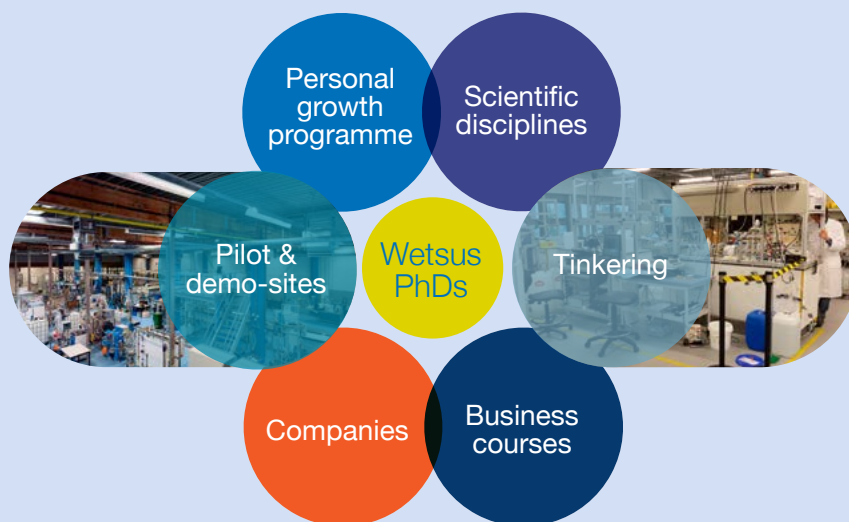 Personal
growth
programme
Scientific
disciplines
Pilot &
demo-sites
Wetsus
PhDs
Tinkering
Companies
Business
courses